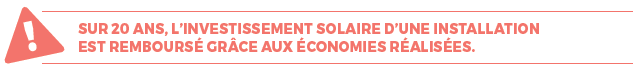 SUR 20 ANS, L’INVESTISSEMENT SOLAIRE D’UNE INSTALLATION
EST REMBOURSÉ GRÂCE AUX ÉCONOMIES RÉALISÉES.